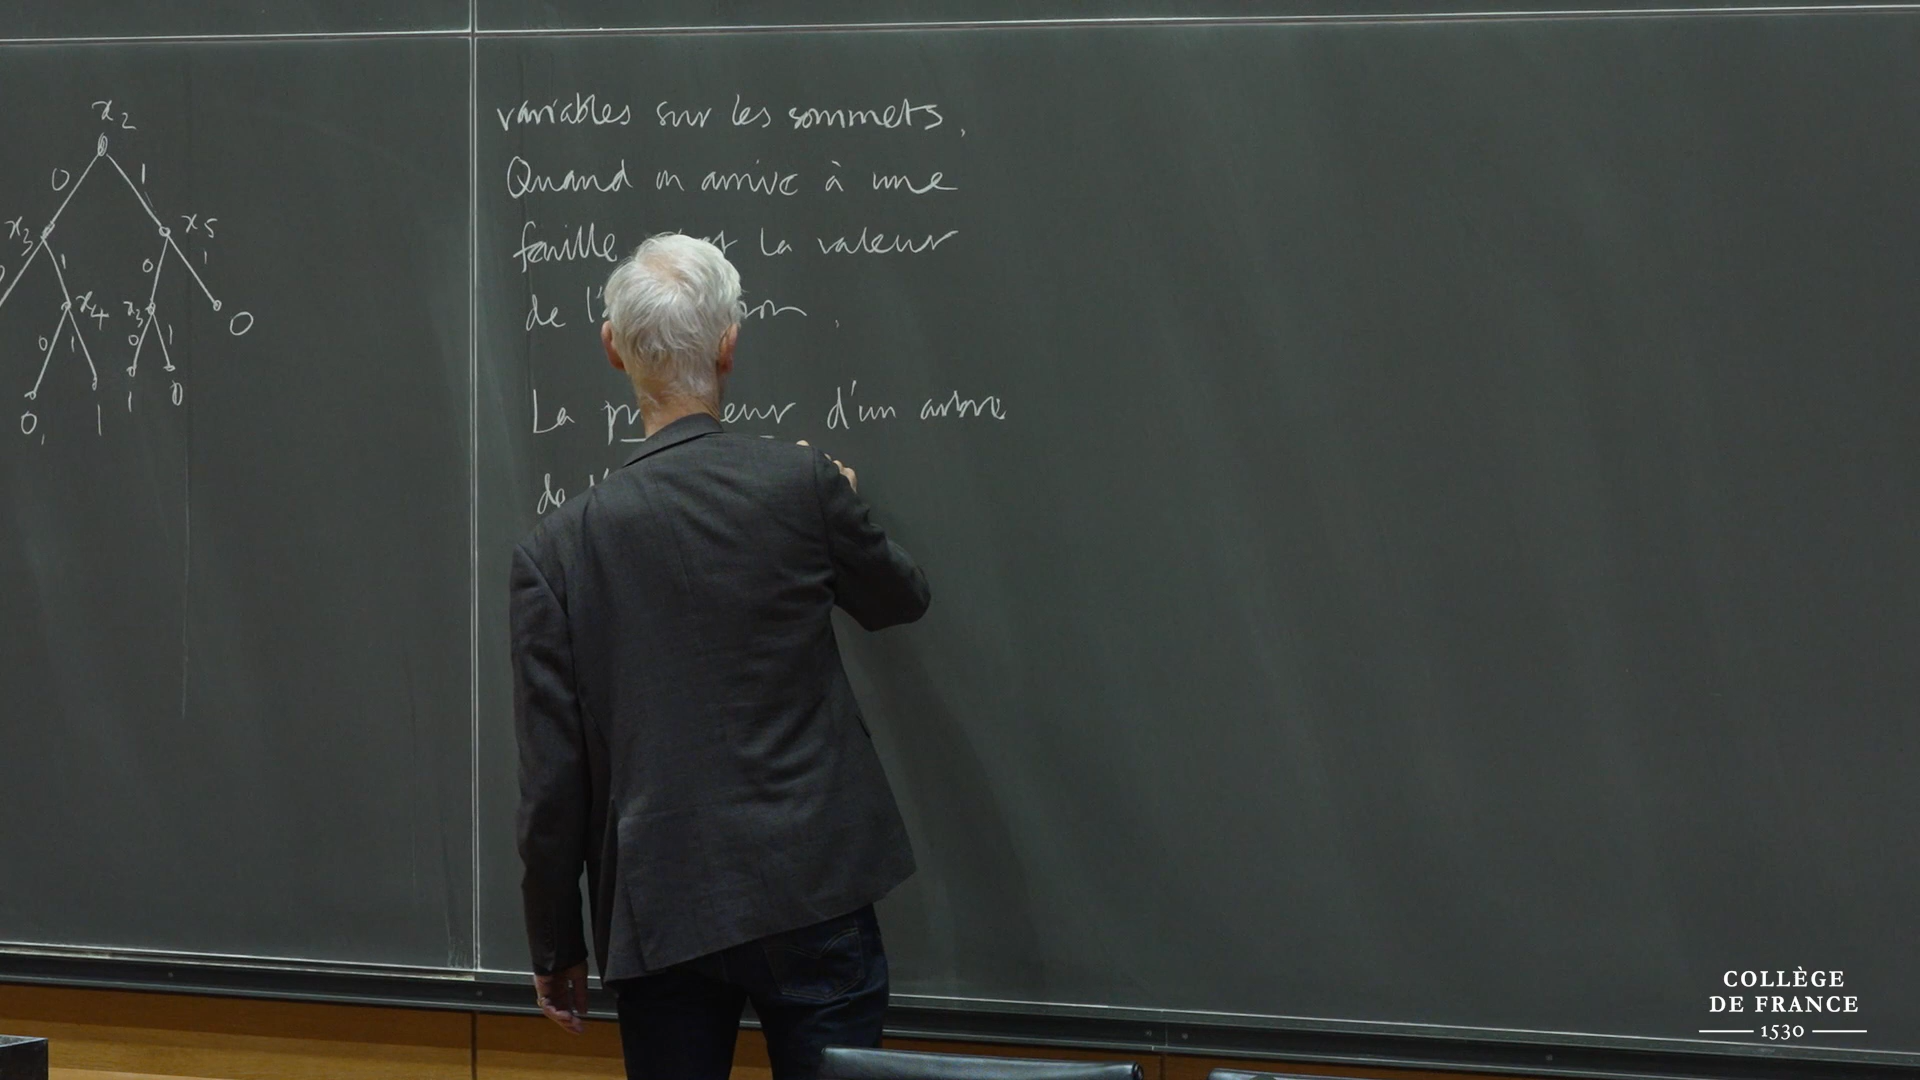 x2
0 1
x3 x5
1 0 1
x4 x3 0
0 1 0 1
0, 1 1 0
variables sur les sommets,
Quand on arrive à une
feuille la valeur
de
La d'un arbre
COLLÈGE
DE FRANCE
1530